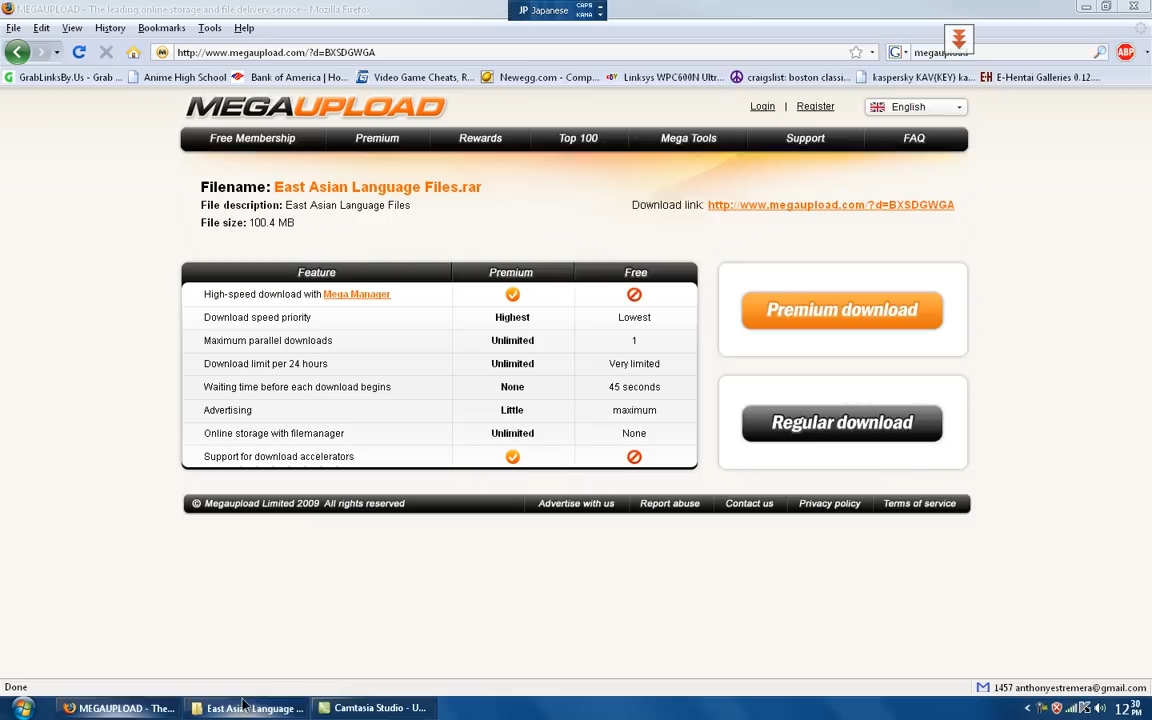 MEGAUPLOAD - The leading online storage and file delivery service - Mozilla Firefox
JP Japanese CAPS KANA
File Edit View History Bookmarks Tools Help
http://www.megaupload.com/?d=BXSDGWGA
megaupload
ABP
GrabLinksBy.Us - Grab ... Anime High School Bank of America | Ho... Video Game Cheats, R... Newegg.com - Comp... Linksys WPC600N Ultr... craigslist: boston classi... kaspersky KAV{KEY} ka... E-Hentai Galleries 0.12....
MEGAUPLOAD
Login | Register English
Free Membership Premium Rewards Top 100 Mega Tools Support FAQ
Filename: East Asian Language Files.rar
File description: East Asian Language Files
Download link: http://www.megaupload.com/?d=BXSDGWGA
File size: 100.4 MB
Feature Premium Free
High-speed download with Mega Manager
Download speed priority Highest Lowest
Maximum parallel downloads Unlimited 1
Download limit per 24 hours Unlimited Very limited
Waiting time before each download begins None 45 seconds
Advertising Little maximum
Online storage with filemanager Unlimited None
Support for download accelerators
Premium download
Regular download
© Megaupload Limited 2009 All rights reserved Advertise with us Report abuse Contact us Privacy policy Terms of service
Done
1457 anthonyestremera@gmail.com
MEGAUPLOAD - The... East Asian Language ... Camtasia Studio - U...
12:30 PM